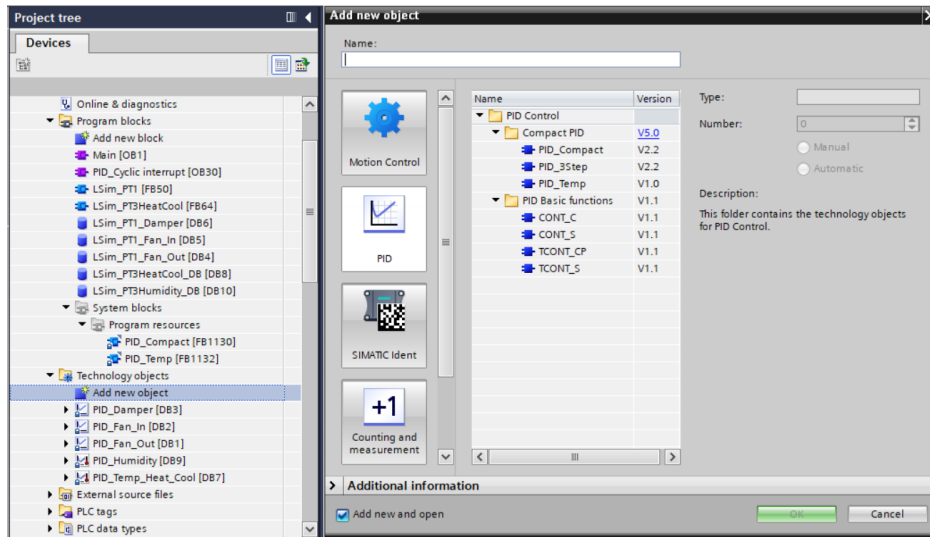 Project tree
Devices
Online & diagnostics
Program blocks
Add new block
Main [OB1]
PID_Cyclic interrupt [OB30]
LSim_PT1 [FB50]
LSim_PT3HeatCool [FB64]
LSim_PT1_Damper [DB6]
LSim_PT1_Fan_In [DB5]
LSim_PT1_Fan_Out [DB4]
LSim_PT3HeatCool_DB [DB8]
LSim_PT3Humidity_DB [DB10]
System blocks
Program resources
PID_Compact [FB1130]
PID_Temp [FB1132]
Technology objects
Add new object
PID_Damper [DB3]
PID_Fan_In [DB2]
PID_Fan_Out [DB1]
PID_Humidity [DB9]
PID_Temp_Heat_Cool [DB7]
External source files
PLC tags
PLC data types
Add new object
Name:
Motion Control
PID
SIMATIC Ident
+1
Counting and
measurement
Name Version
PID Control
Compact PID V5.0
PID_Compact V2.2
PID_3Step V2.2
PID_Temp V1.0
PID Basic functions V1.1
CONT_C V1.1
CONT_S V1.1
TCONT_CP V1.1
TCONT_S V1.1
Type:
Number: 0
Manual
Automatic
Description:
This folder contains the technology objects
for PID Control.
Additional information
Add new and open
OK Cancel